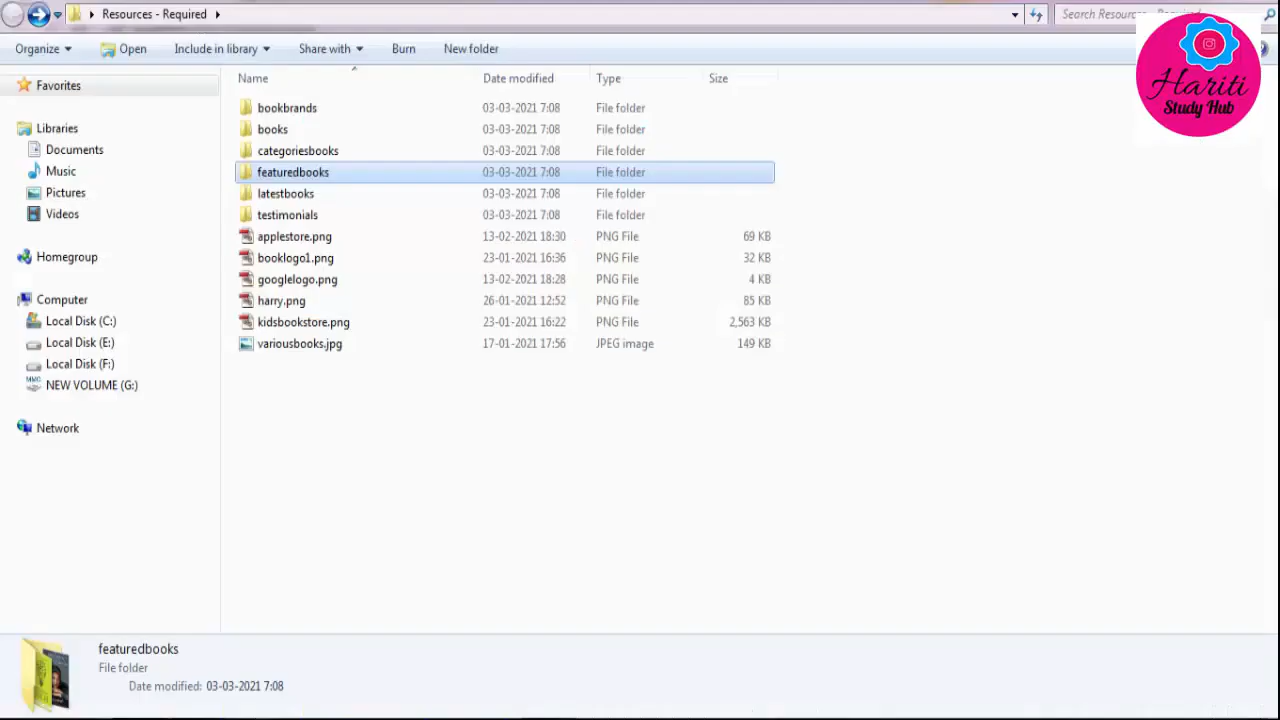 Resources - Required
Search Resources - Required
Organize Open Include in library Share with Burn New folder
Hariti
Study Hub
Name Date modified Type Size
Favorites
Libraries
Documents
Music
Pictures
Videos
Homegroup
Computer
Local Disk (C:)
Local Disk (E:)
Local Disk (F:)
NEW VOLUME (G:)
Network
bookbrands 03-03-2021 7:08 File folder
books 03-03-2021 7:08 File folder
categoriesbooks 03-03-2021 7:08 File folder
featuredbooks 03-03-2021 7:08 File folder
latestbooks 03-03-2021 7:08 File folder
testimonials 03-03-2021 7:08 File folder
applestore.png 13-02-2021 18:30 PNG File 69 KB
booklogo1.png 23-01-2021 16:36 PNG File 32 KB
googlelogo.png 13-02-2021 18:28 PNG File 4 KB
harry.png 26-01-2021 12:52 PNG File 85 KB
kidsbookstore.png 23-01-2021 16:22 PNG File 2,563 KB
variousbooks.jpg 17-01-2021 17:56 JPEG image 149 KB
featuredbooks
File folder
Date modified: 03-03-2021 7:08